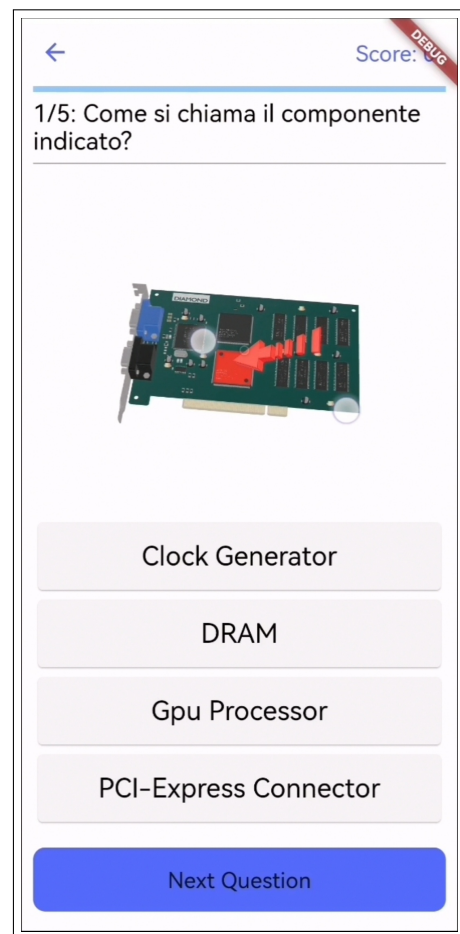 DEBUG
Score:
1/5: Come si chiama il componente
indicato?
DIAMOND
Clock Generator
DRAM
Gpu Processor
PCI-Express Connector
Next Question